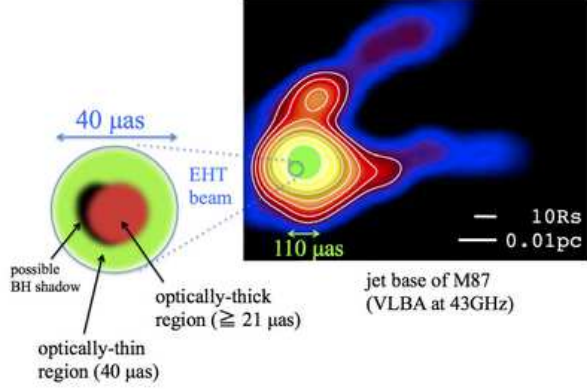 40 μas
EHT
beam
110 μas
10Rs
0.01pc
possible
BH shadow
optically-thick
region (≧ 21 μas)
optically-thin
region (40 μas)
jet base of M87
(VLBA at 43GHz)